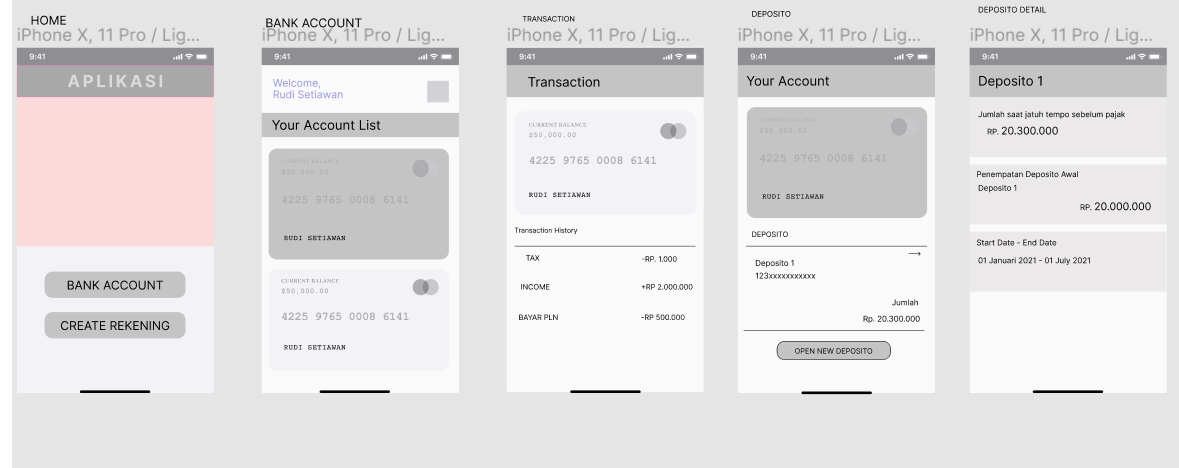 HOME
iPhone X, 11 Pro / Lig...
9:41
APLIKASI
BANK ACCOUNT
CREATE REKENING
BANK ACCOUNT
iPhone X, 11 Pro / Lig...
9:41
Welcome,
Rudi Setiawan
Your Account List
CURRENT BALANCE
$50,000.00
4225 9765 0008 6141
RUDI SETIAWAN
CURRENT BALANCE
$50,000.00
4225 9765 0008 6141
RUDI SETIAWAN
TRANSACTION
iPhone X, 11 Pro / Lig...
9:41
Transaction
CURRENT BALANCE
$50,000.00
4225 9765 0008 6141
RUDI SETIAWAN
Transaction History
TAX -RP. 1.000
INCOME +RP 2.000.000
BAYAR PLN -RP 500.000
DEPOSITO
iPhone X, 11 Pro / Lig...
9:41
Your Account
CURRENT BALANCE
$50,000.00
4225 9765 0008 6141
RUDI SETIAWAN
DEPOSITO
Deposito 1
123xxxxxxxxxxx
Jumlah
Rp. 20.300.000
OPEN NEW DEPOSITO
DEPOSITO DETAIL
iPhone X, 11 Pro / Lig...
9:41
Deposito 1
Jumlah saat jatuh tempo sebelum pajak
RP. 20.300.000
Penempatan Deposito Awal
Deposito 1
RP. 20.000.000
Start Date - End Date
01 Januari 2021 - 01 July 2021